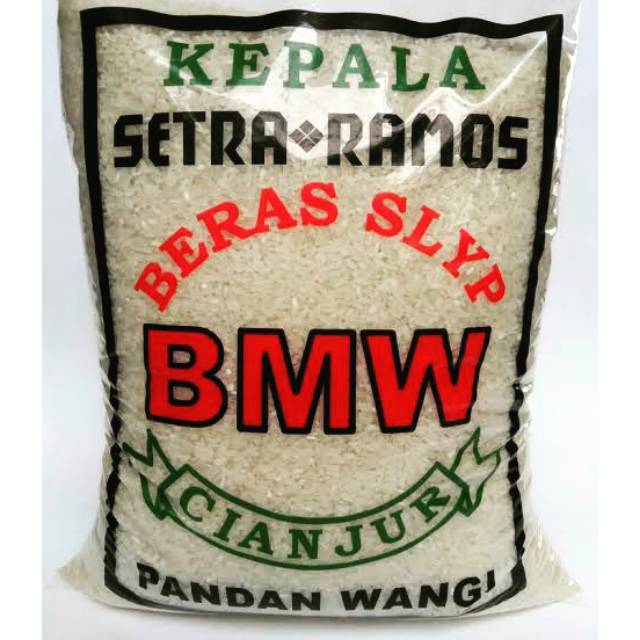 KEPALA
SETRA RAMOS
BERAS SLYP
BMW
CIANJUR
PANDAN WANGI